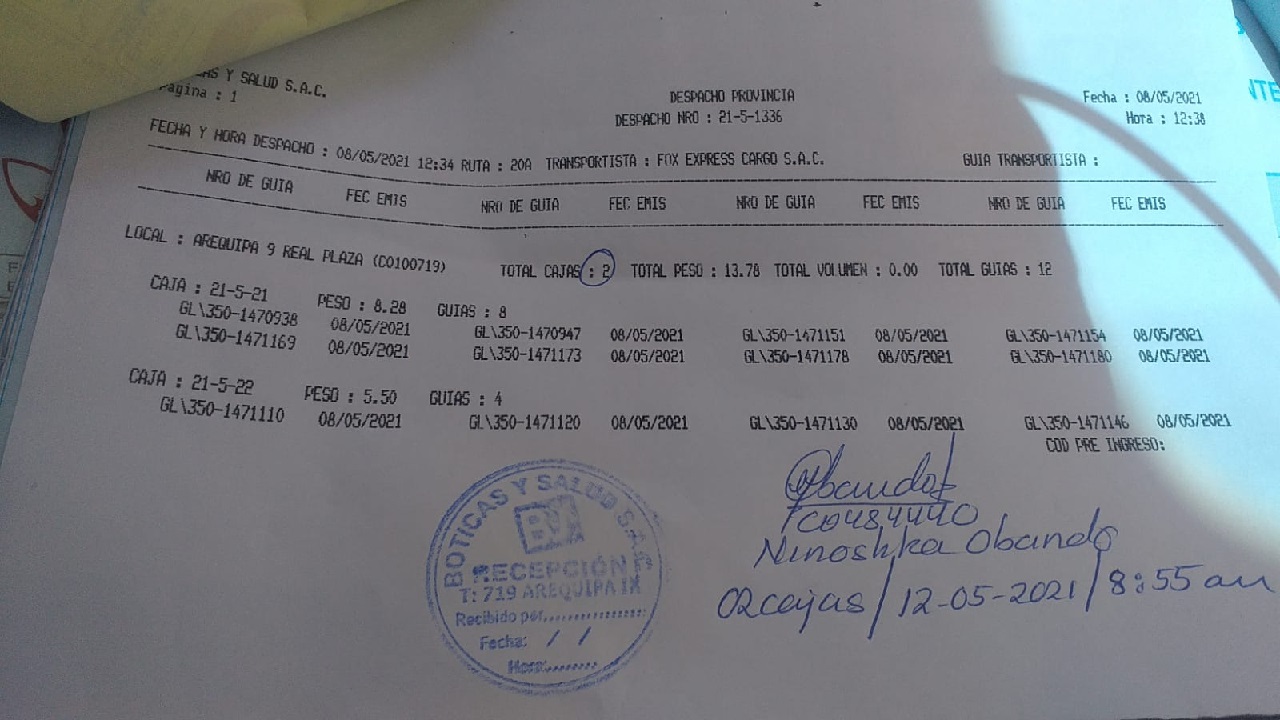 Y SALUD S.A.C.
Pagina : 1
DESPACHO PROVINCIA
DESPACHO NRO : 21-5-1336
Fecha : 08/05/2021
Hora : 12:38
FECHA Y HORA DESPACHO : 08/05/2021 12:34 RUTA : 20A TRANSPORTISTA : FOX EXPRESS CARGO S.A.C. GUIA TRANSPORTISTA :
NRO DE GUIA FEC EMIS NRO DE GUIA FEC EMIS NRO DE GUIA FEC EMIS NRO DE GUIA FEC EMIS
LOCAL : AREQUIPA 9 REAL PLAZA (C0100719) TOTAL CAJAS : 2 TOTAL PESO : 13.78 TOTAL VOLUMEN : 0.00 TOTAL GUIAS : 12
CAJA : 21-5-21 PESO : 8.28 GUIAS : 8
GL\350-1470938 08/05/2021 GL\350-1470947 08/05/2021 GL\350-1471151 08/05/2021 GL\350-1471154 08/05/2021
GL\350-1471169 08/05/2021 GL\350-1471173 08/05/2021 GL\350-1471178 08/05/2021 GL\350-1471180 08/05/2021
CAJA : 21-5-22 PESO : 5.50 GUIAS : 4
GL\350-1471110 08/05/2021 GL\350-1471120 08/05/2021 GL\350-1471130 08/05/2021 GL\350-1471146 08/05/2021
COD PRE INGRESO:
BOTICAS Y SALUD S.A.C.
RECEPCIÓN
T: 719 AREQUIPA IX
Recibido por..................
Fecha: / /
Hora:.........
Obando
C0484440
Ninoshka Obando
02cajas / 12-05-2021 / 8:55 am